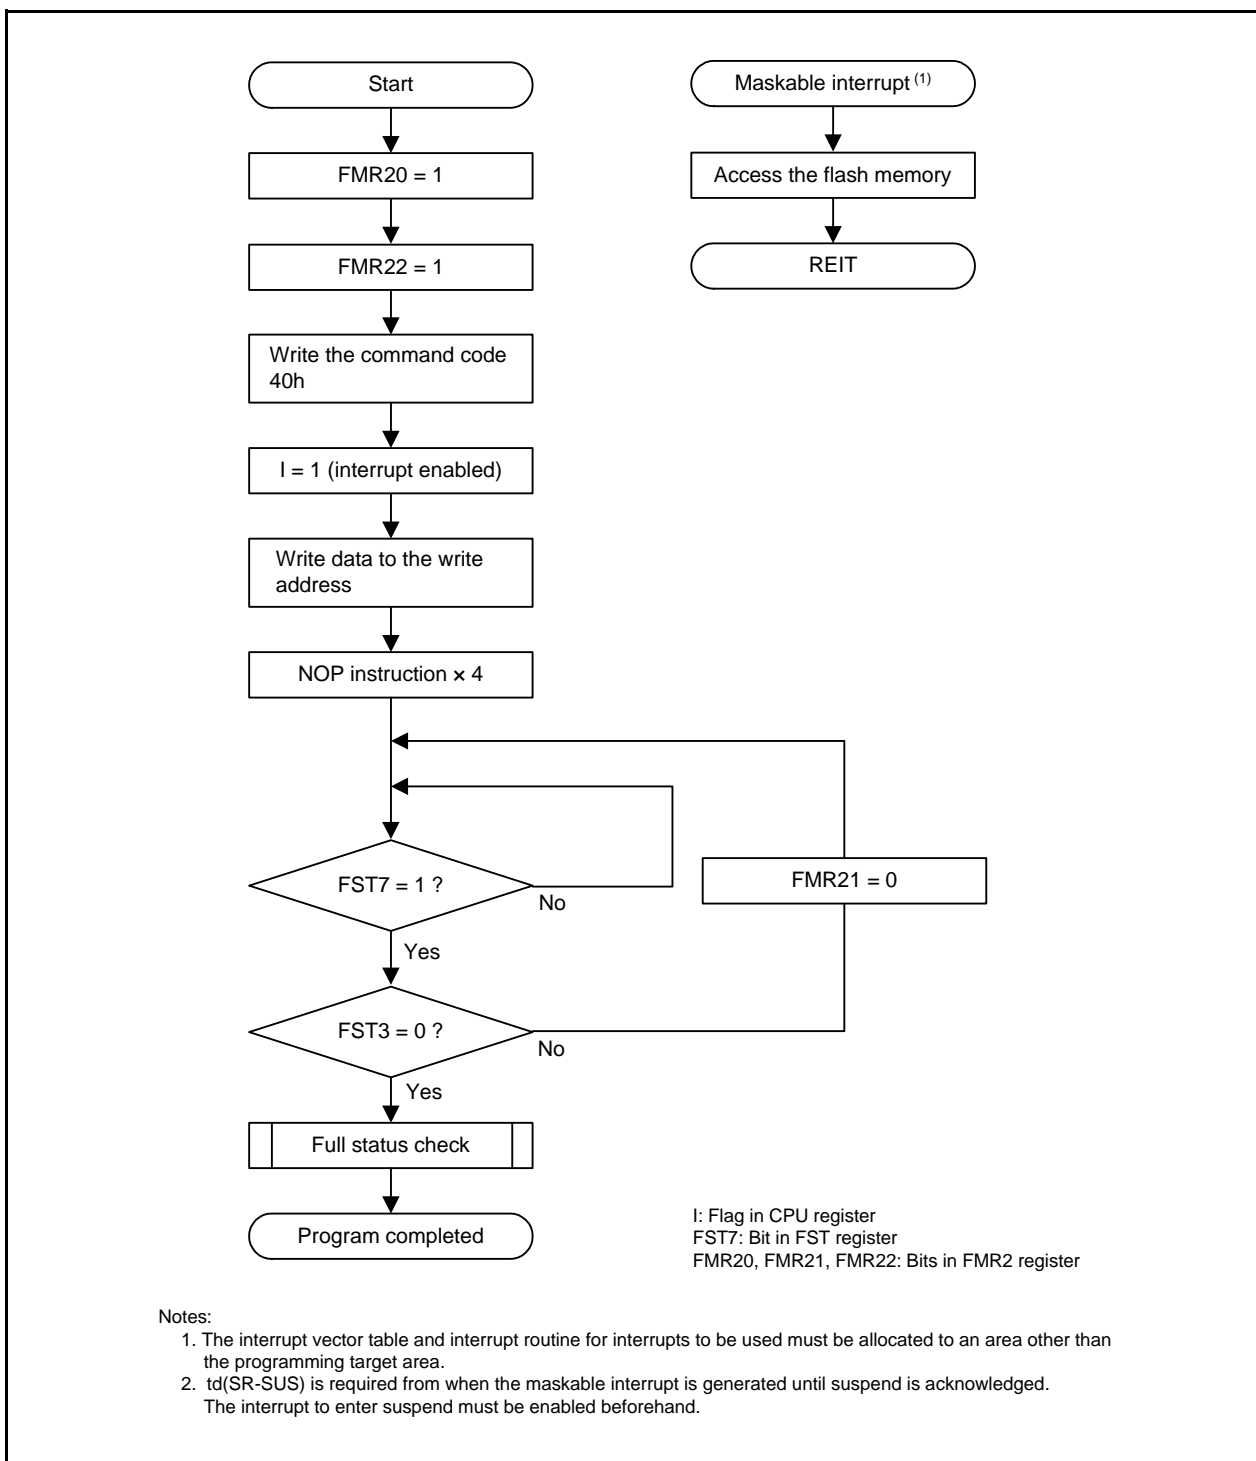 Start
FMR20 = 1
FMR22 = 1
Write the command code
40h
I = 1 (interrupt enabled)
Write data to the write
address
NOP instruction × 4
FST7 = 1 ?
No
Yes
FST3 = 0 ?
No
Yes
Full status check
Program completed
FMR21 = 0
Maskable interrupt (1)
Access the flash memory
REIT
I: Flag in CPU register
FST7: Bit in FST register
FMR20, FMR21, FMR22: Bits in FMR2 register
Notes:
1. The interrupt vector table and interrupt routine for interrupts to be used must be allocated to an area other than
the programming target area.
2. td(SR-SUS) is required from when the maskable interrupt is generated until suspend is acknowledged.
The interrupt to enter suspend must be enabled beforehand.